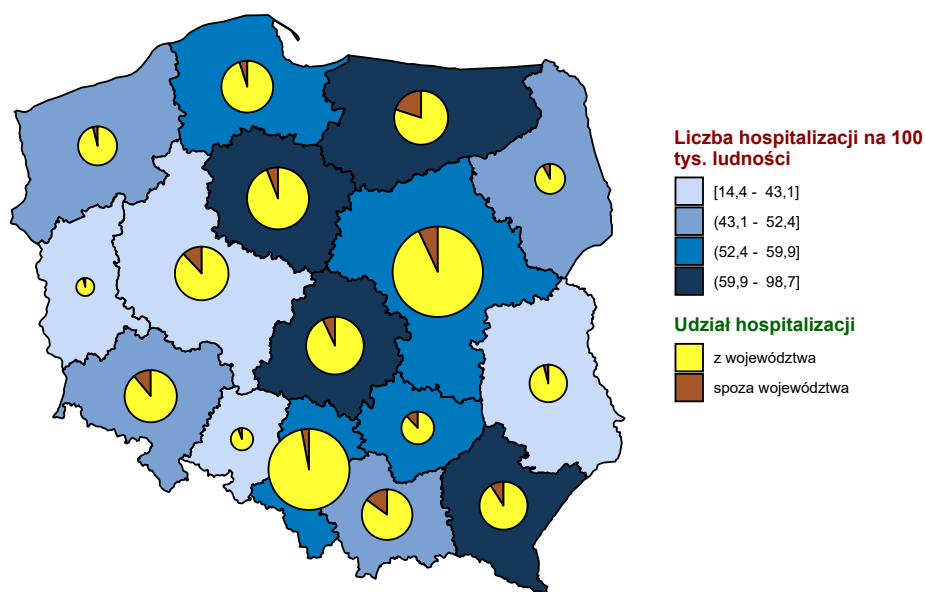 Liczba hospitalizacji na 100
tys. ludności
[14,4 - 43,1]
(43,1 - 52,4]
(52,4 - 59,9]
(59,9 - 98,7]
Udział hospitalizacji
z województwa
spoza województwa